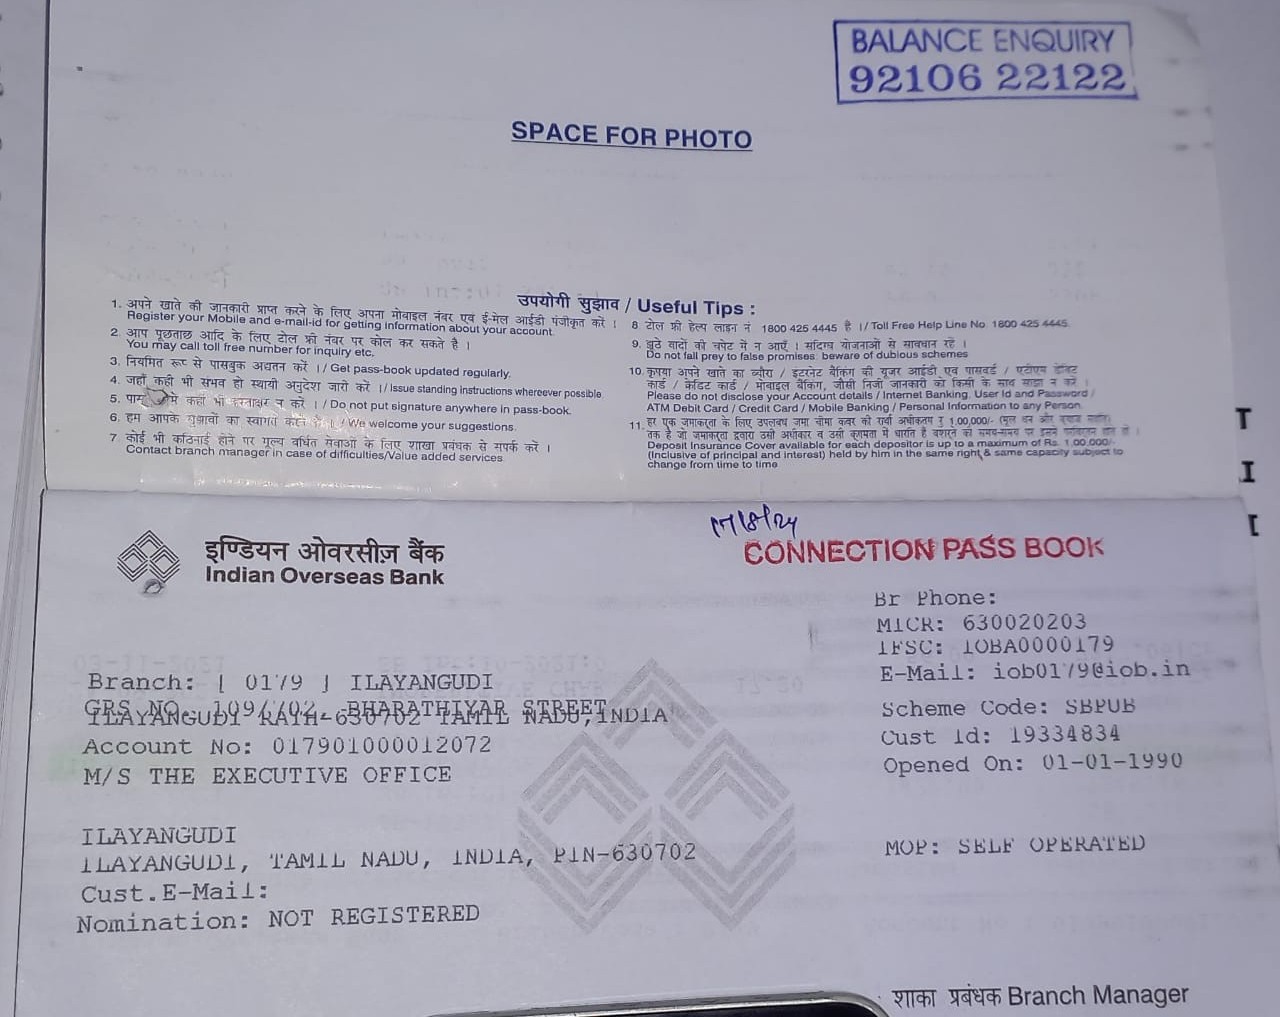 BALANCE ENQUIRY
92106 22122
SPACE FOR PHOTO
उपयोगी सुझाव / Useful Tips :
1. अपने खाते की जानकारी प्राप्त करने के लिए अपना मोबाइल नंबर एवं ई-मेल आईडी पंजीकृत करें ।
Register your Mobile and e-mail-id for getting information about your account.
2. आप पूछताछ आदि के लिए टोल फ्री नंबर पर कॉल कर सकते है ।
You may call toll free number for inquiry etc.
3. नियमित रूप से पासबुक अद्यतन करें ।/ Get pass-book updated regularly.
4. जहाँ कही भी संभव हो स्थायी अनुदेश जारी करें ।/ Issue standing instructions whereever possible.
5. में कहीं भी हस्ताक्षर न करें ।/ Do not put signature anywhere in pass-book.
6. हम आपके सुझावों का स्वागत करते है ।/ We welcome your suggestions.
7. कोई भी कठिनाई होने पर मूल्य वर्धित सेवाओं के लिए शाखा प्रबंधक से संपर्क करें ।
Contact branch manager in case of difficulties/Value added services.
8. टोल फ्री हेल्प लाइन नं 1800 425 4445 है ।/ Toll Free Help Line No. 1800 425 4445.
9. झूठे वादों की चपेट में न आएँ । संदिग्ध योजनाओं से सावधान रहें ।
Do not fall prey to false promises: beware of dubious schemes
10. कृपया अपने खाते का ब्यौरा / इंटरनेट बैंकिंग की यूजर आईडी एवं पासवर्ड / एटीएम डेबिट
कार्ड / क्रेडिट कार्ड / मोबाइल बैंकिंग, जैसी निजी जानकारी को किसी के साथ साझा न करें ।
Please do not disclose your Account details / Internet Banking, User Id and Password /
ATM Debit Card / Credit Card / Mobile Banking / Personal Information to any Person.
11. हर एक जमाकर्ता के लिए उपलब्ध जमा बीमा कवर की राशी अधिकतम रु 1,00,000/-
Deposit Insurance Cover available for each depositor is up to a maximum of Rs. 1,00,000/-
(Inclusive of principal and interest) held by him in the same right & same capacity subject to
change from time to time
17/8/24
CONNECTION PASS BOOK
इण्डियन ओवरसीज़ बैंक
Indian Overseas Bank
Br Phone:
MICR: 630020203
IFSC: IOBA0000179
E-Mail: iob0179@iob.in
Branch: [ 0179 ] ILAYANGUDI
GRS NO. 109/702, BHARATHIYAR STREET,
ILAYANGUDI -630702 TAMIL NADU,INDIA
Scheme Code: SBPUB
Account No: 017901000012072
Cust Id: 19334834
M/S THE EXECUTIVE OFFICE
Opened On: 01-01-1990
ILAYANGUDI
ILAYANGUDI, TAMIL NADU, INDIA, PIN-630702
MOP: SELF OPERATED
Cust.E-Mail:
Nomination: NOT REGISTERED
शाका प्रबंधक Branch Manager
T
I
I